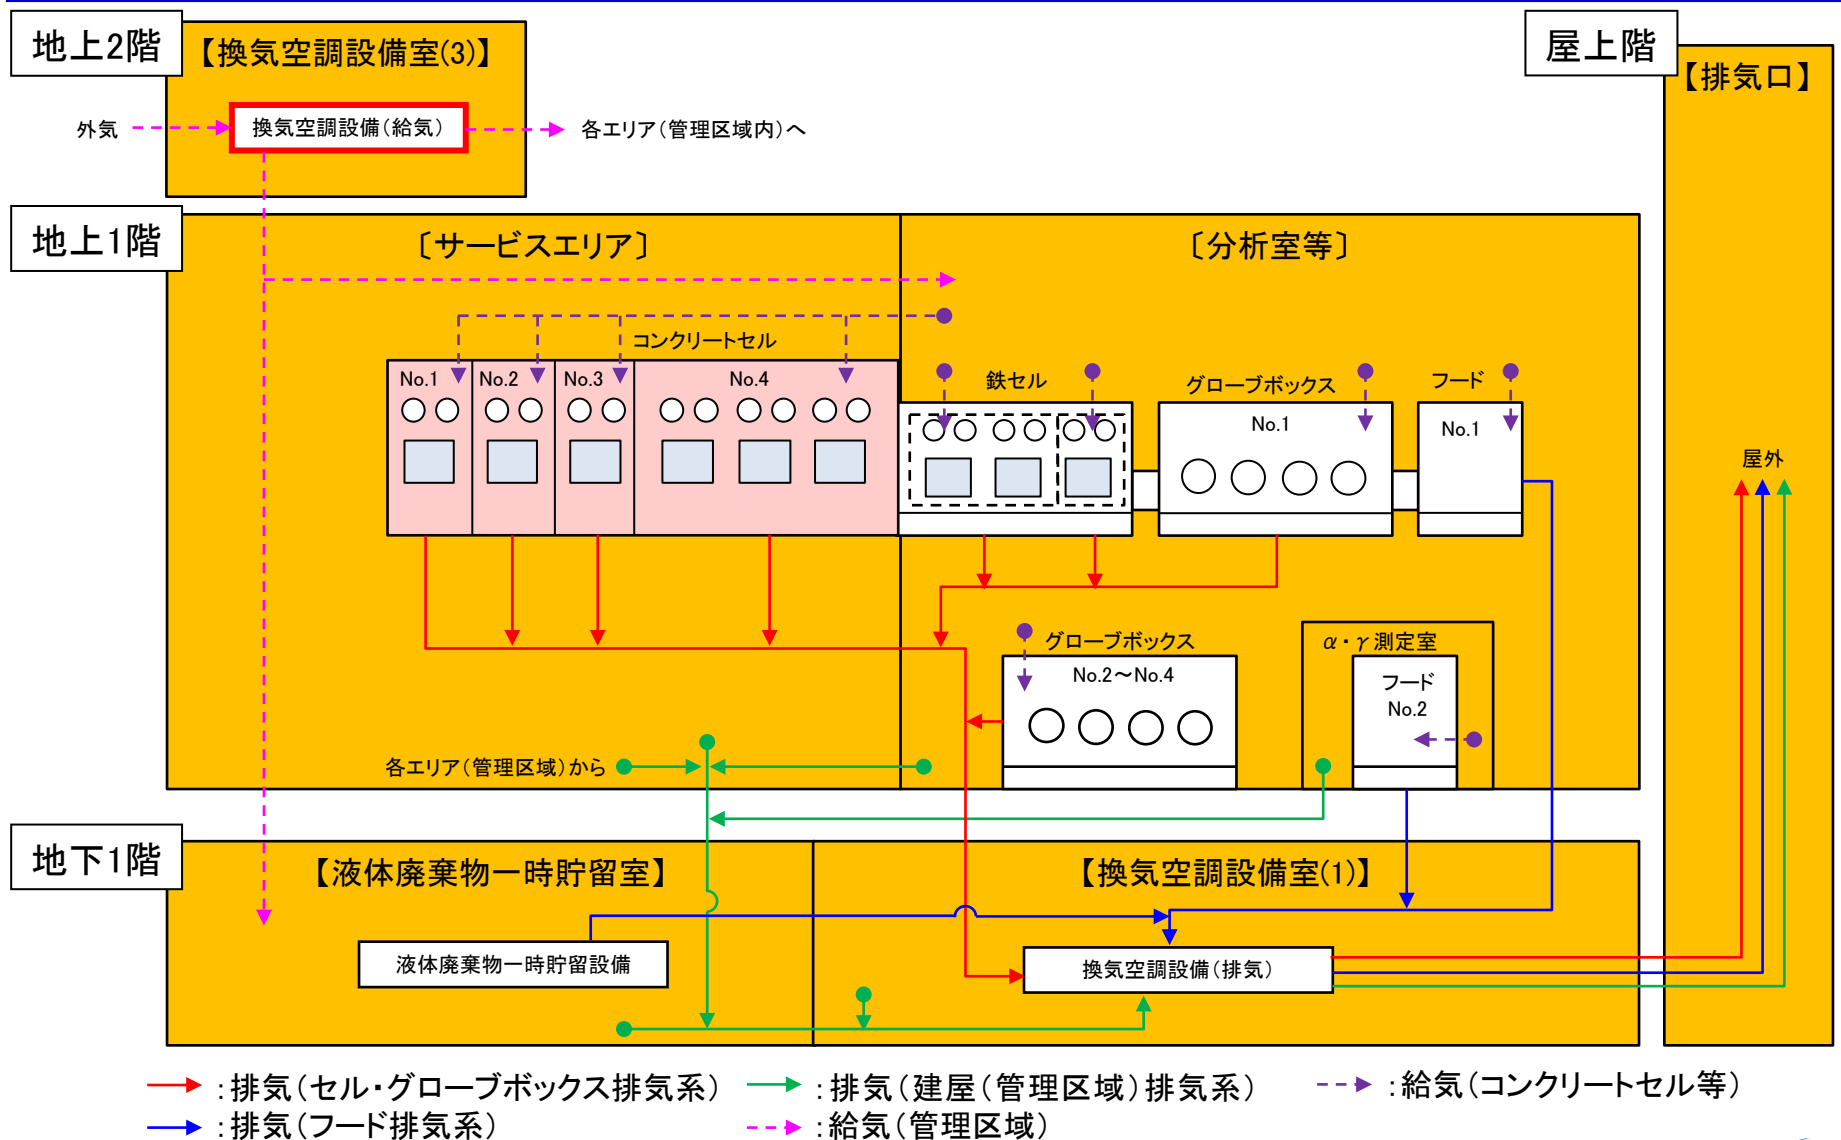 地上2階
【換気空調設備室(3)】
屋上階
【排気口】
外気
換気空調設備(給気)
各エリア(管理区域内)へ
地上1階
〔サービスエリア〕
〔分析室等〕
コンクリートセル
No.1
No.2
No.3
No.4
鉄セル
グローブボックス
No.1
フード
No.1
屋外
グローブボックス
No.2～No.4
α・γ測定室
フード
No.2
各エリア(管理区域)から
地下1階
【液体廃棄物一時貯留室】
【換気空調設備室(1)】
液体廃棄物一時貯留設備
換気空調設備(排気)
:排気(セル・グローブボックス排気系)
:排気(建屋(管理区域)排気系)
:給気(コンクリートセル等)
:排気(フード排気系)
:給気(管理区域)